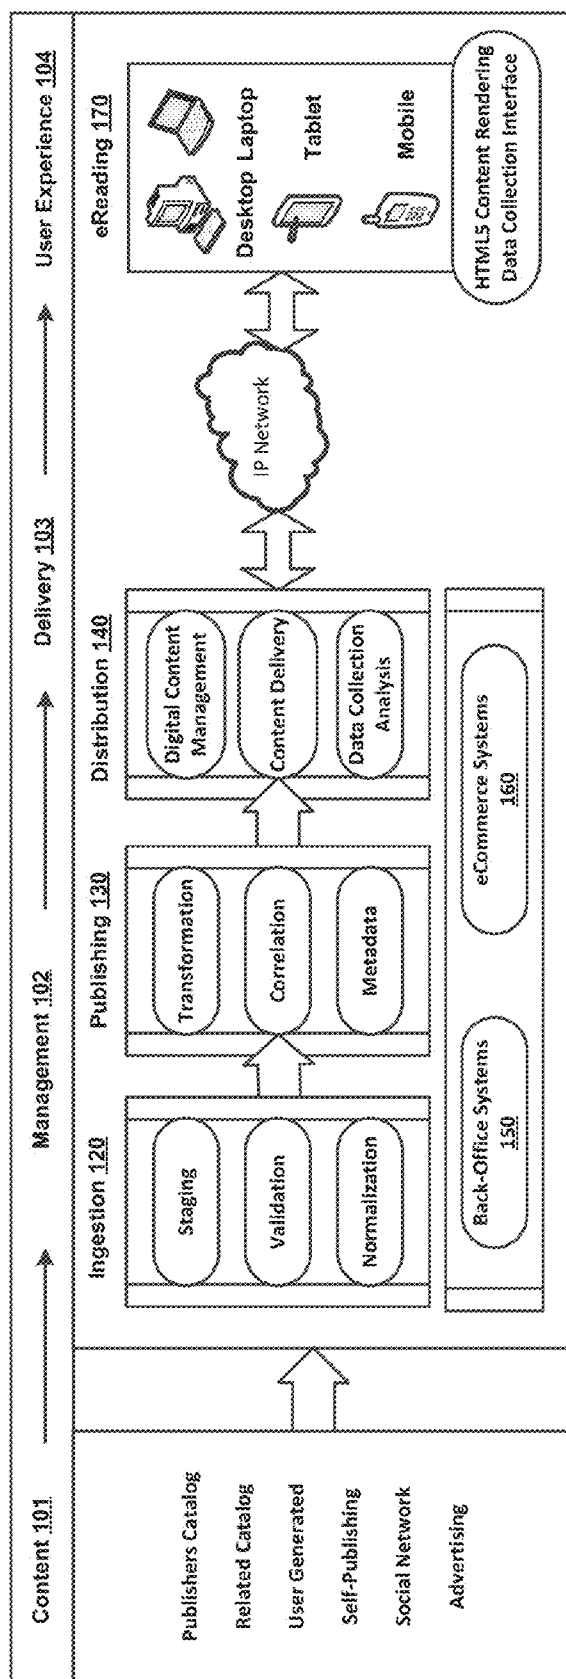 Content 101
Management 102
Delivery 103
User Experience 104
Publishers Catalog
Related Catalog
User Generated
Self-Publishing
Social Network
Advertising
Ingestion 120
Staging
Validation
Normalization
Publishing 130
Transformation
Correlation
Metadata
Distribution 140
Digital Content
Management
Content Delivery
Data Collection
Analysis
Back-Office Systems
150
eCommerce Systems
160
IP Network
eReading 170
Desktop Laptop
Tablet
Mobile
HTML5 Content Rendering
Data Collection Interface